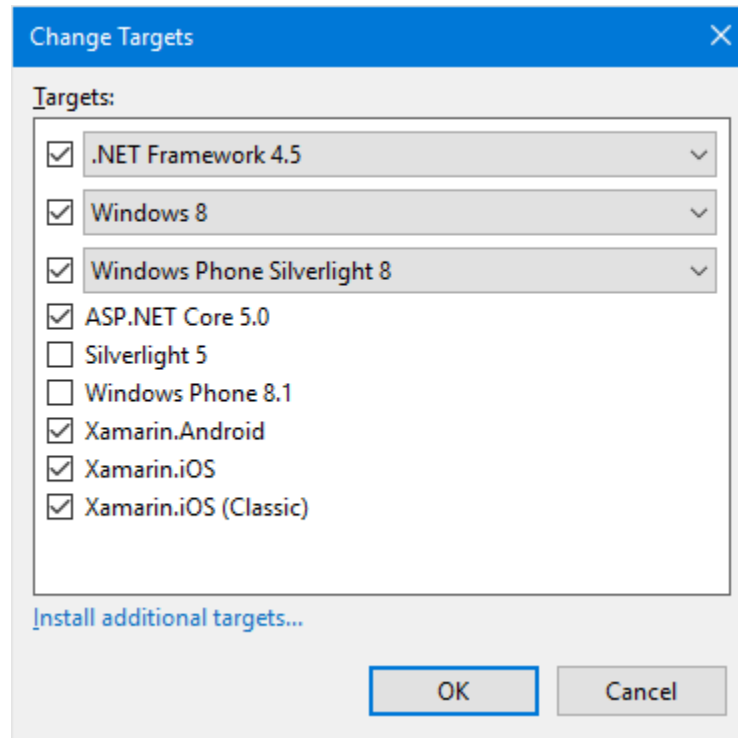 Change Targets
Targets:
.NET Framework 4.5
Windows 8
Windows Phone Silverlight 8
ASP.NET Core 5.0
Silverlight 5
Windows Phone 8.1
Xamarin.Android
Xamarin.iOS
Xamarin.iOS (Classic)
Install additional targets...
OK
Cancel